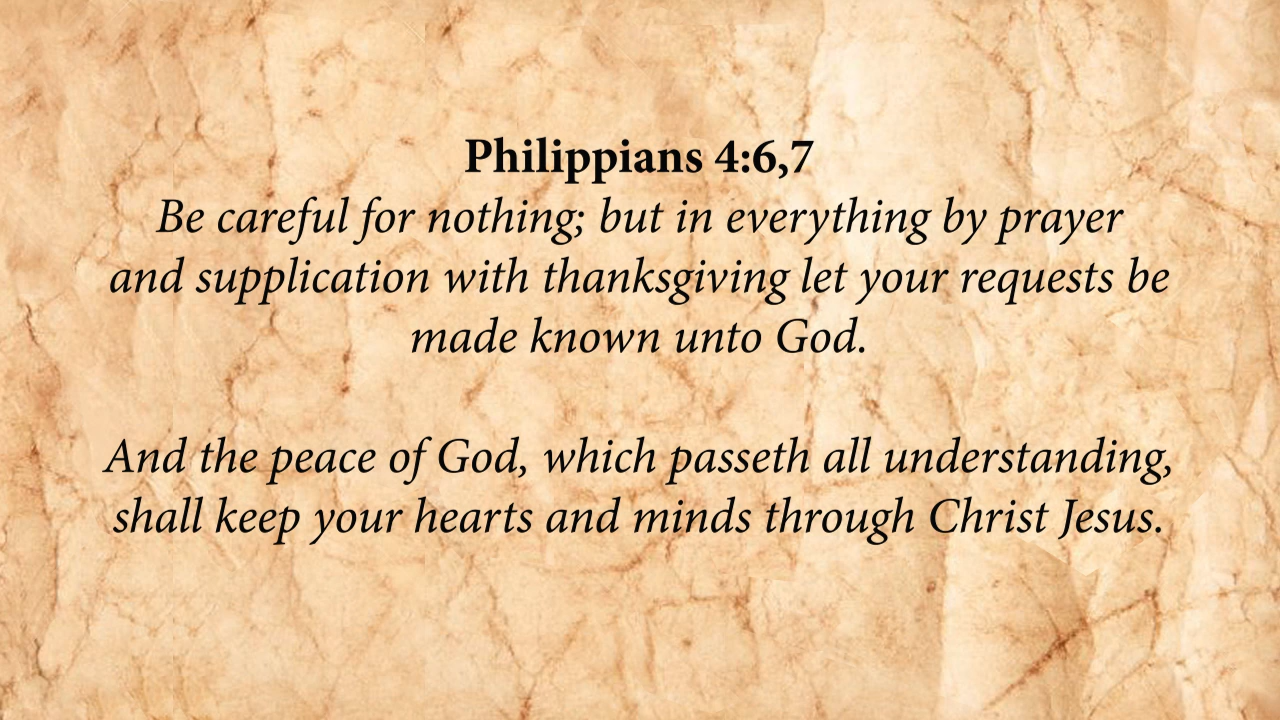 Philippians 4:6,7
Be careful for nothing; but in everything by prayer
and supplication with thanksgiving let your requests be
made known unto God.
And the peace of God, which passeth all understanding,
shall keep your hearts and minds through Christ Jesus.